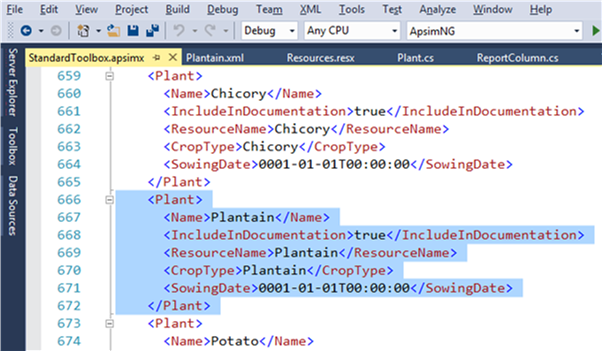 File Edit View Project Build Debug Team XML Tools Test Analyze Window Help
Debug Any CPU ApsimNG
StandardToolbox.apsimx Plantain.xml Resources.resx Plant.cs ReportColumn.cs
Server Explorer
Toolbox
Data Sources
659 <Plant>
660 <Name>Chicory</Name>
661 <IncludeInDocumentation>true</IncludeInDocumentation>
662 <ResourceName>Chicory</ResourceName>
663 <CropType>Chicory</CropType>
664 <SowingDate>0001-01-01T00:00:00</SowingDate>
665 </Plant>
666 <Plant>
667 <Name>Plantain</Name>
668 <IncludeInDocumentation>true</IncludeInDocumentation>
669 <ResourceName>Plantain</ResourceName>
670 <CropType>Plantain</CropType>
671 <SowingDate>0001-01-01T00:00:00</SowingDate>
672 </Plant>
673 <Plant>
674 <Name>Potato</Name>